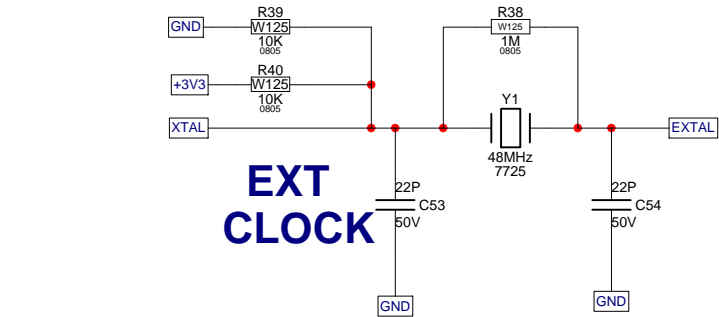 R39
GND
W125
10K
0805
R40
+3V3
W125
10K
0805
XTAL
R38
W125
1M
0805
Y1
48MHz
7725
EXTAL
EXT
CLOCK
22P
C53
50V
GND
22P
C54
50V
GND